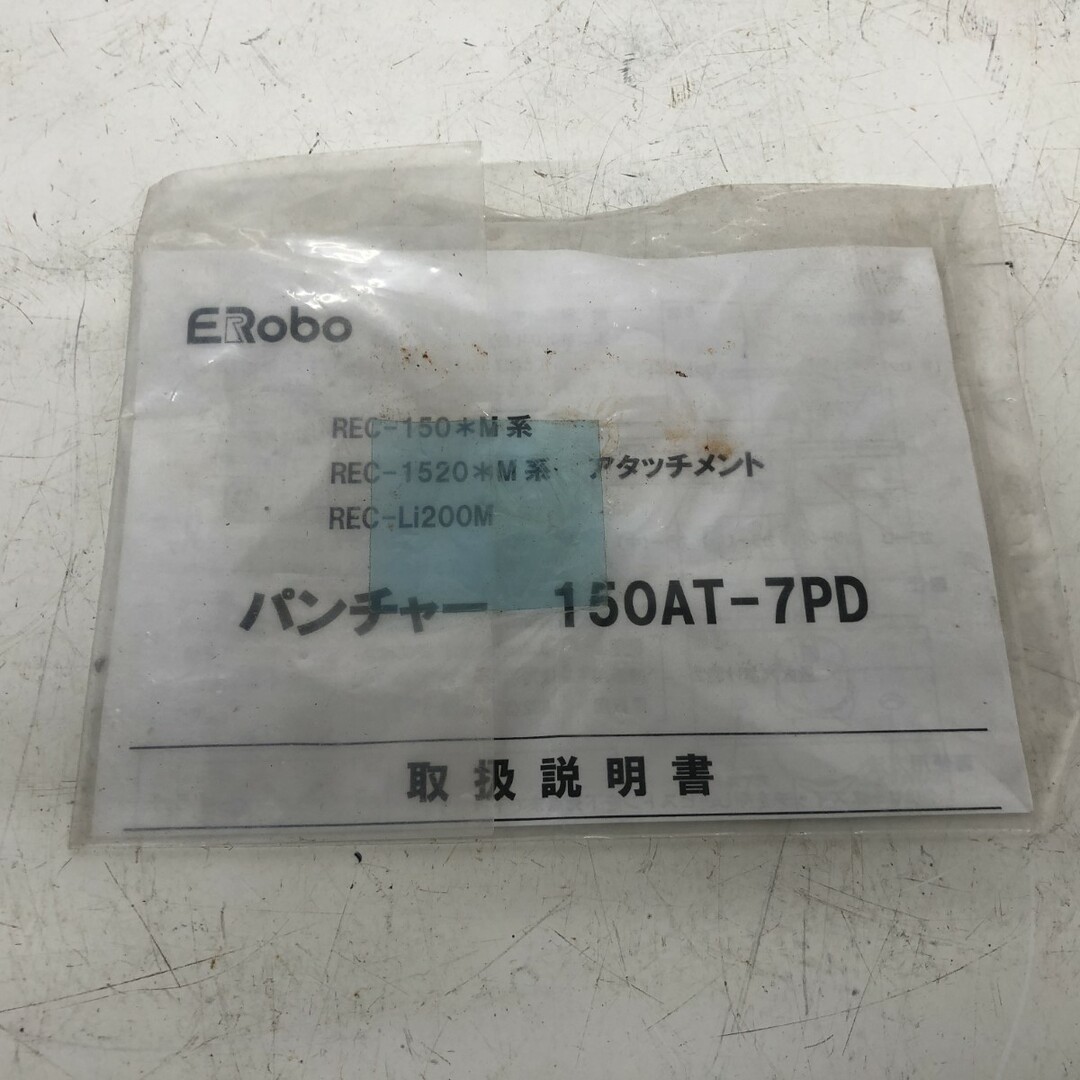 ERobo
REC-150*M系
REC-1520*M系 アタッチメント
REC-Li200M
パンチャー 150AT-7PD
取扱説明書